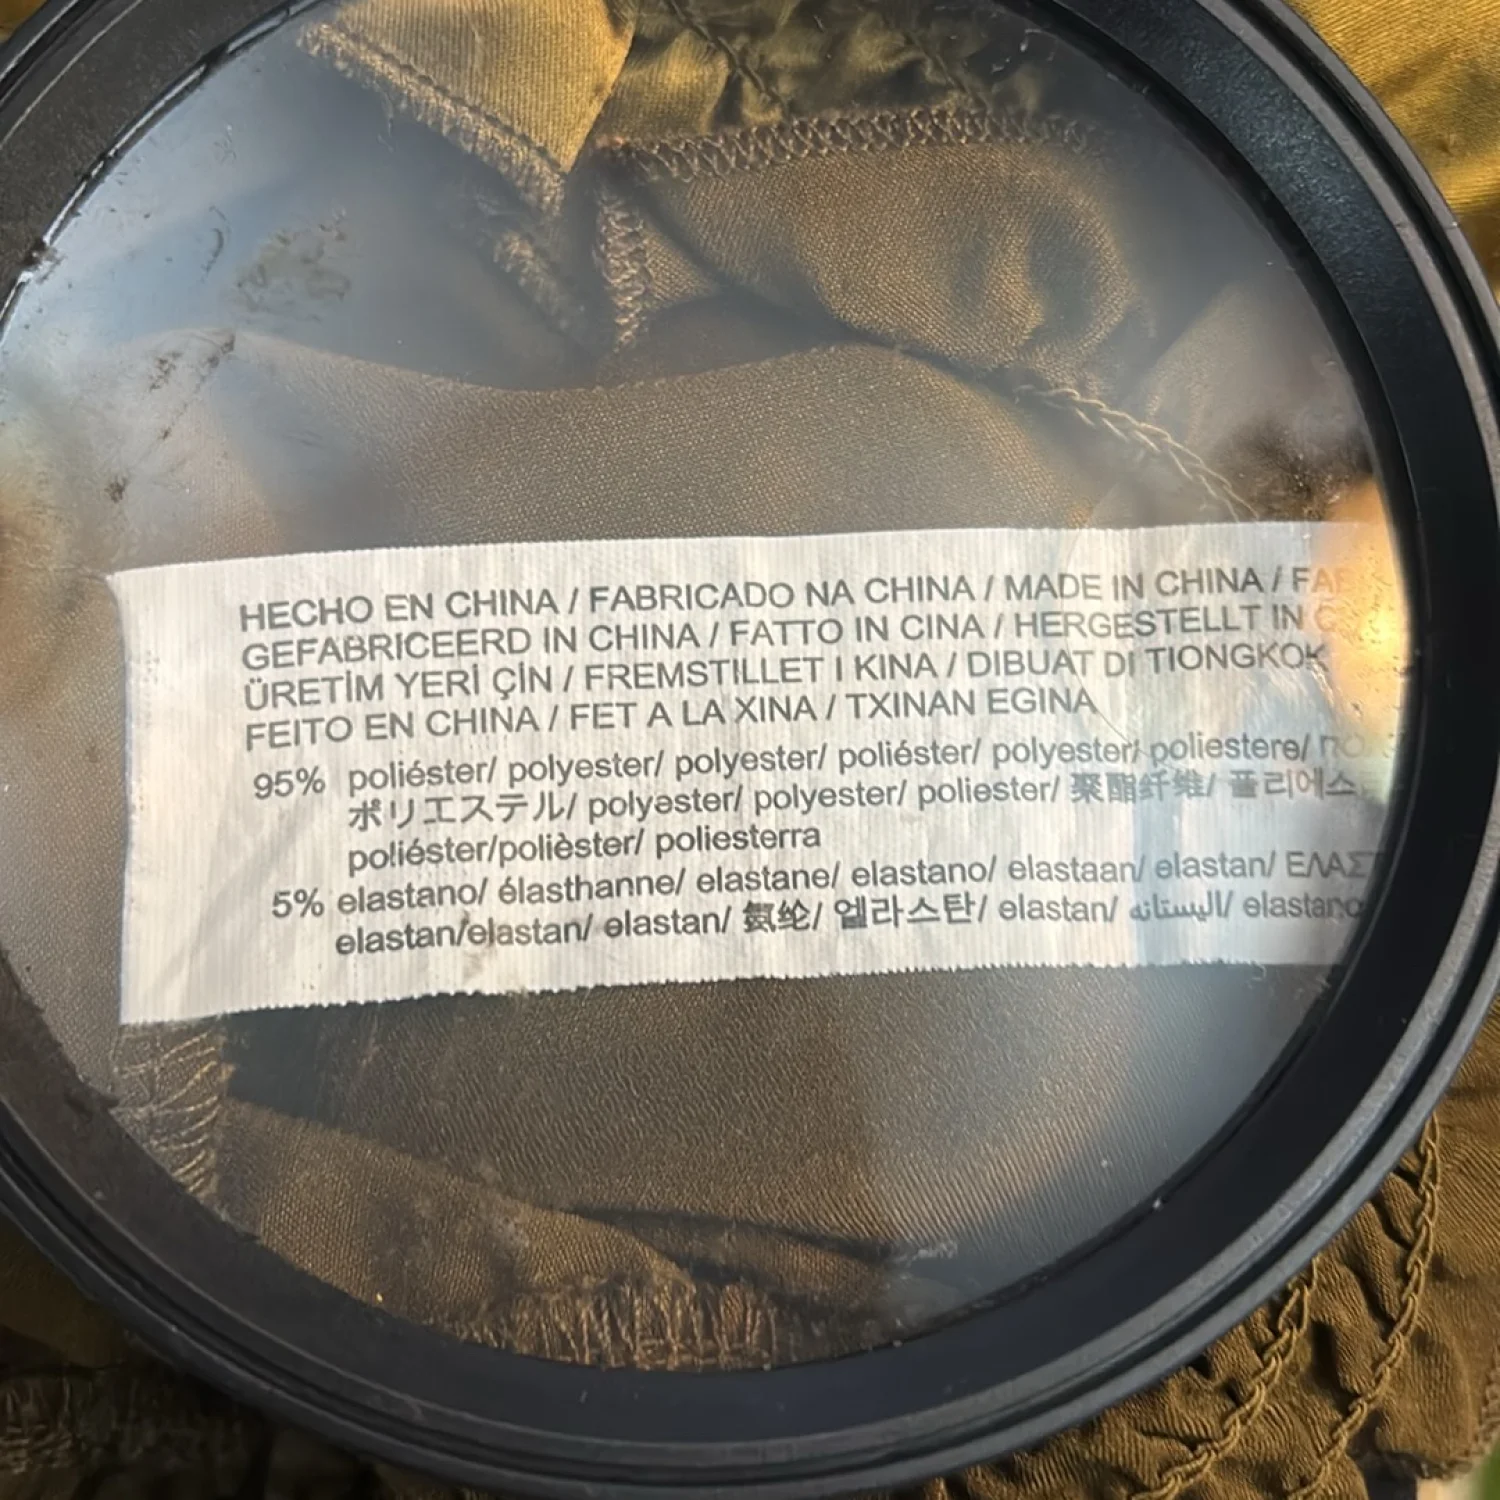 HECHO EN CHINA / FABRICADO NA CHINA / MADE IN CHINA /
GEFABRICEERD IN CHINA / FATTO IN CINA / HERGESTELLT IN
ÜRETİM YERİ ÇİN / FREMSTILLET I KINA / DIBUAT DI TIONGKOK
FEITO EN CHINA / FET A LA XINA / TXINAN EGINA
95% poliéster/ polyester/ polyester/ poliéster/ polyester/ poliestere/
ポリエステル/ polyester/ polyester/ poliester/ 聚酯纤维/
poliéster/polièster/ poliesterra
5% elastano/ élasthanne/ elastane/ elastano/ elastaan/ elastan/
elastan/elastan/ elastan/ 氨纶/ 엘라스탄/ elastan/ اليستانه/ elastano